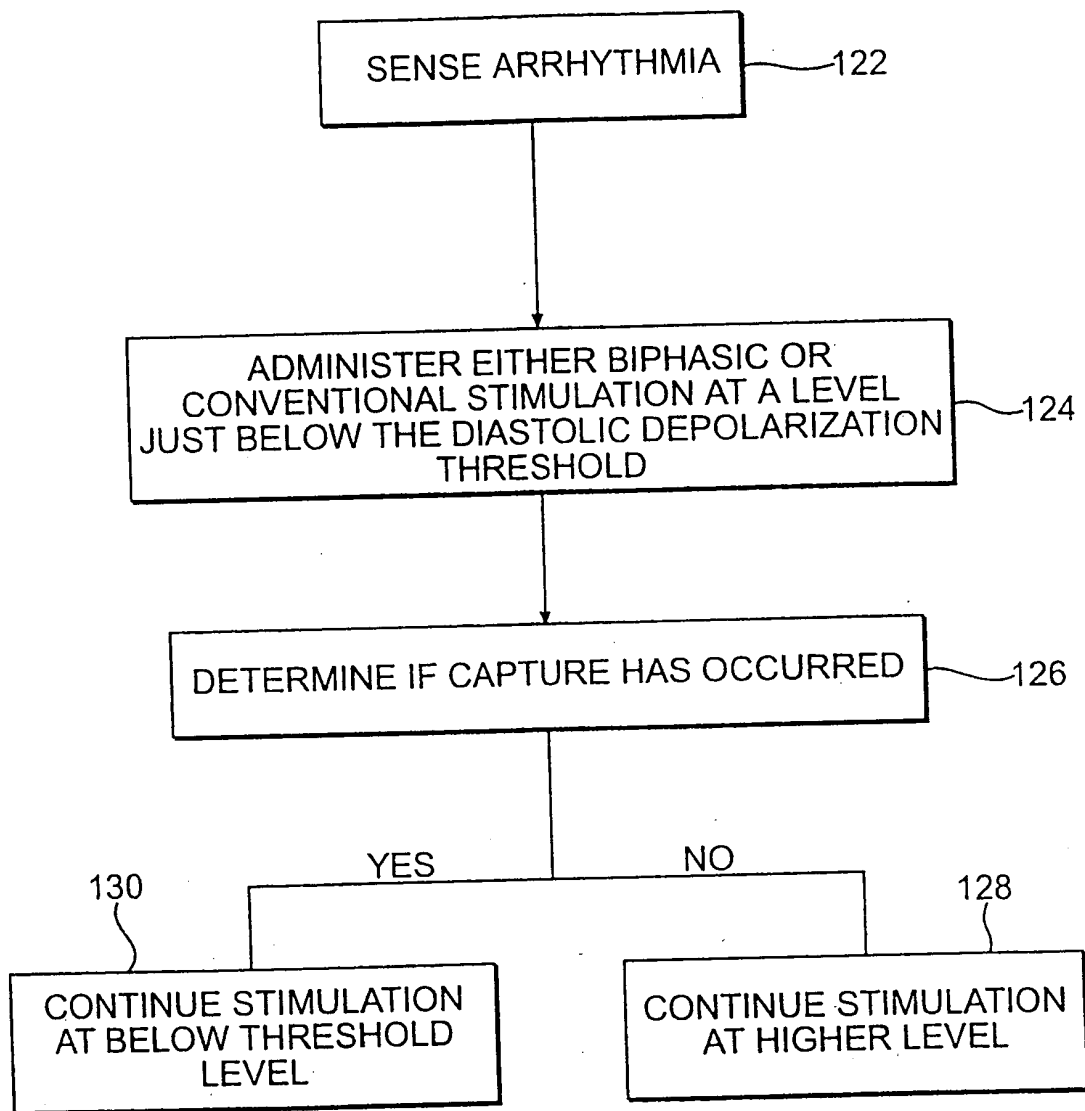 SENSE ARRHYTHMIA
122
ADMINISTER EITHER BIPHASIC OR
CONVENTIONAL STIMULATION AT A LEVEL
JUST BELOW THE DIASTOLIC DEPOLARIZATION
THRESHOLD
124
DETERMINE IF CAPTURE HAS OCCURRED
126
YES
NO
130
128
CONTINUE STIMULATION
AT BELOW THRESHOLD
LEVEL
CONTINUE STIMULATION
AT HIGHER LEVEL